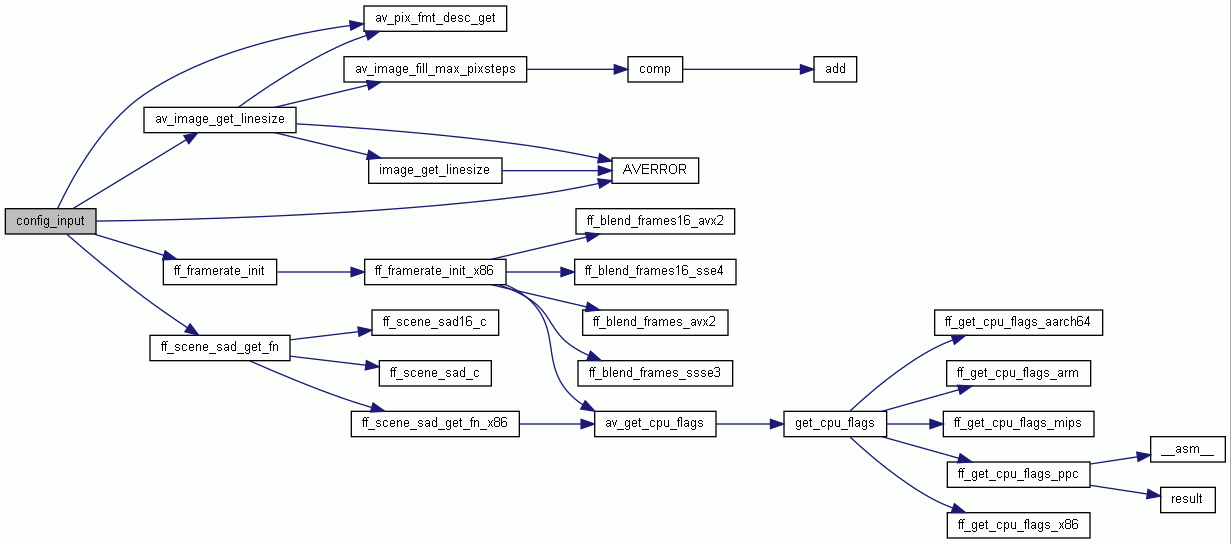 av_pix_fmt_desc_get
av_image_fill_max_pixsteps
comp
add
av_image_get_linesize
image_get_linesize
AVERROR
config_input
ff_blend_frames16_avx2
ff_framerate_init
ff_framerate_init_x86
ff_blend_frames16_sse4
ff_scene_sad16_c
ff_blend_frames_avx2
ff_get_cpu_flags_aarch64
ff_scene_sad_get_fn
ff_scene_sad_c
ff_blend_frames_ssse3
ff_get_cpu_flags_arm
ff_scene_sad_get_fn_x86
av_get_cpu_flags
get_cpu_flags
ff_get_cpu_flags_mips
__asm__
ff_get_cpu_flags_ppc
result
ff_get_cpu_flags_x86